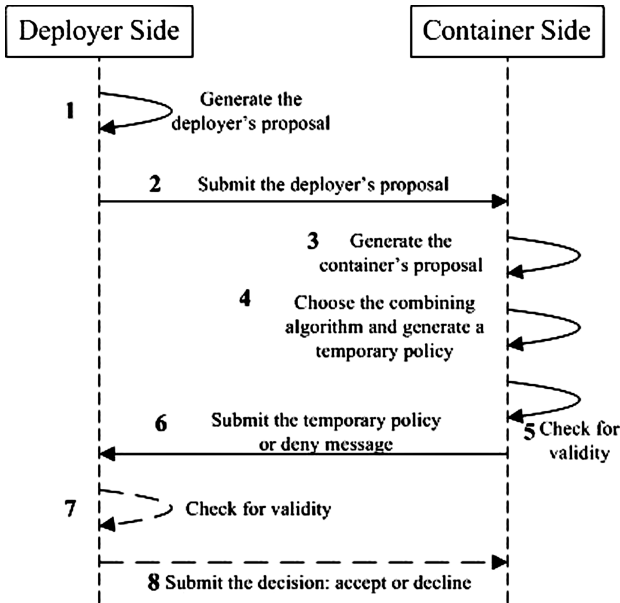 Deployer Side
Container Side
1
Generate the
deployer's proposal
2 Submit the deployer's proposal
3 Generate the
container's proposal
4
Choose the combining
algorithm and generate a
temporary policy
5 Check for
validity
6 Submit the temporary policy
or deny message
7 Check for validity
8 Submit the decision: accept or decline